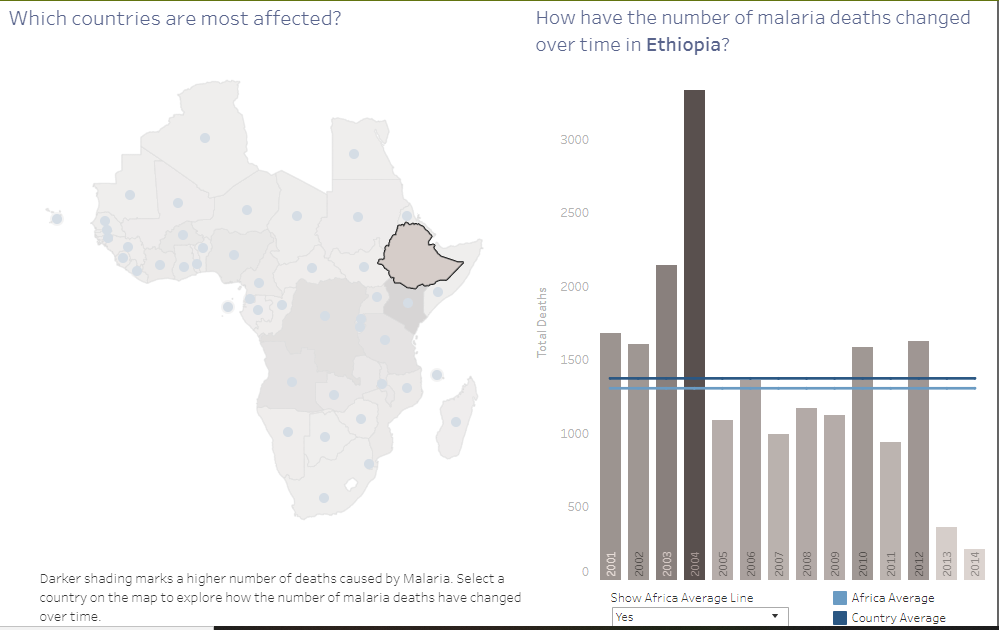 Which countries are most affected?
How have the number of malaria deaths changed
over time in Ethiopia?
Total Deaths
3000
2500
2000
1500
1000
500
0
2001 2002 2003 2004 2005 2006 2007 2008 2009 2010 2011 2012 2013 2014
Darker shading marks a higher number of deaths caused by Malaria. Select a
country on the map to explore how the number of malaria deaths have changed
over time.
Show Africa Average Line
Yes
Africa Average
Country Average